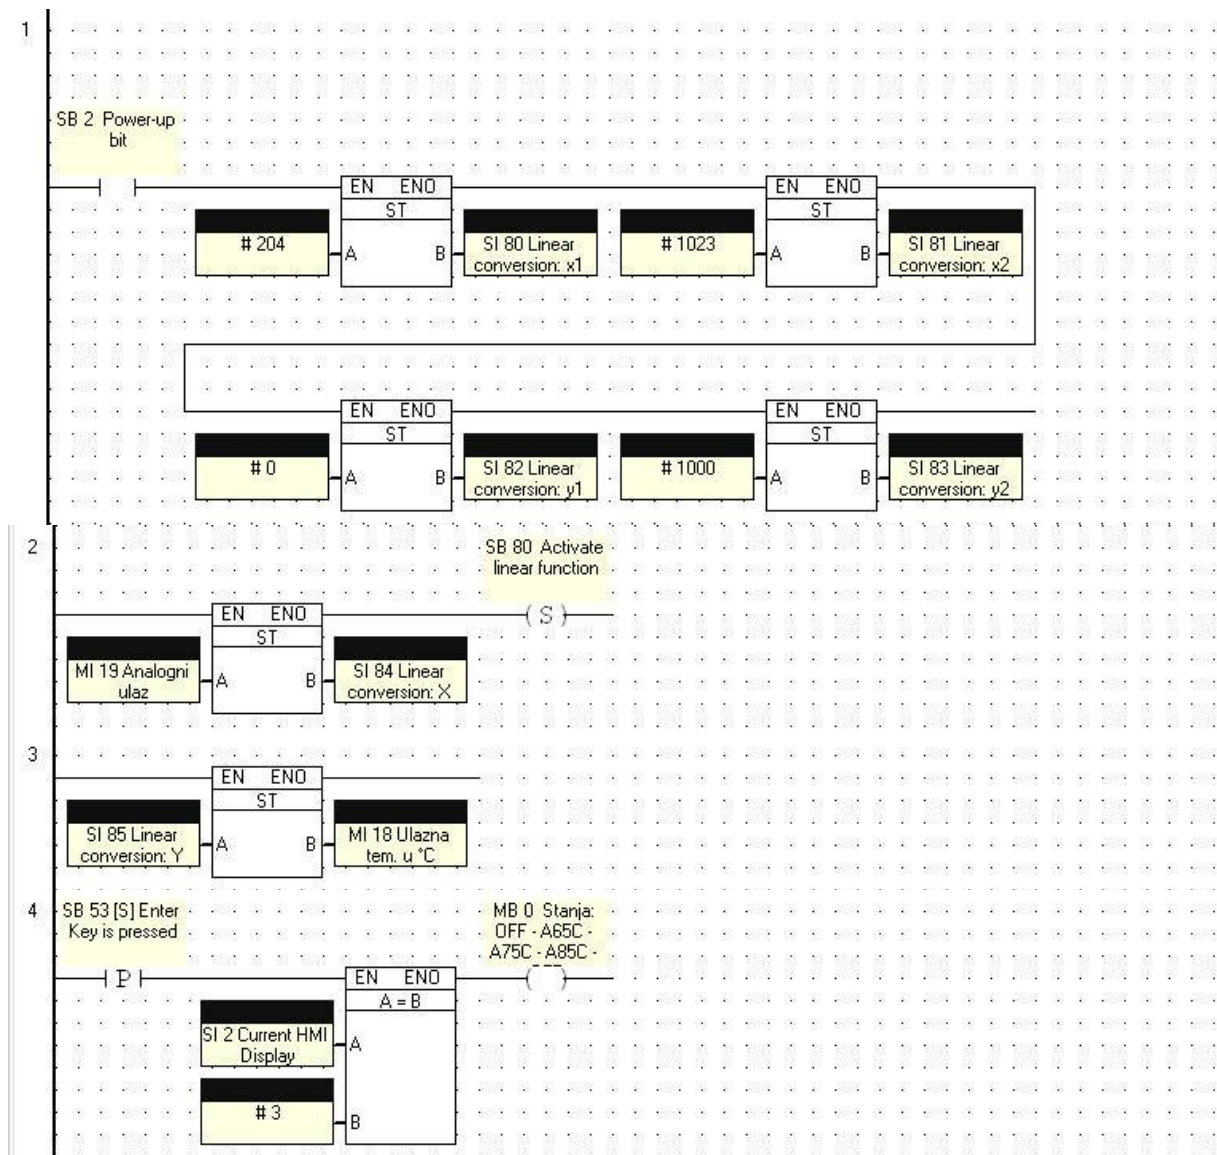 1
SB 2 Power-up
bit
EN ENO EN ENO
ST ST
# 204 A B SI 80 Linear # 1023 A B SI 81 Linear
conversion: x1 conversion: x2
EN ENO EN ENO
ST ST
# 0 A B SI 82 Linear # 1000 A B SI 83 Linear
conversion: y1 conversion: y2
2
SB 80 Activate
linear function
EN ENO ( S )
ST
MI 19 Analogni A B SI 84 Linear
ulaz conversion: X
3
EN ENO
ST
SI 85 Linear A B MI 18 Ulazna
conversion: Y tem. u °C
4 SB 53 [S] Enter MB 0 Stanja:
Key is pressed OFF - A65C -
A75C - A85C -
P EN ENO
A = B
SI 2 Current HMI A
Display
# 3 B